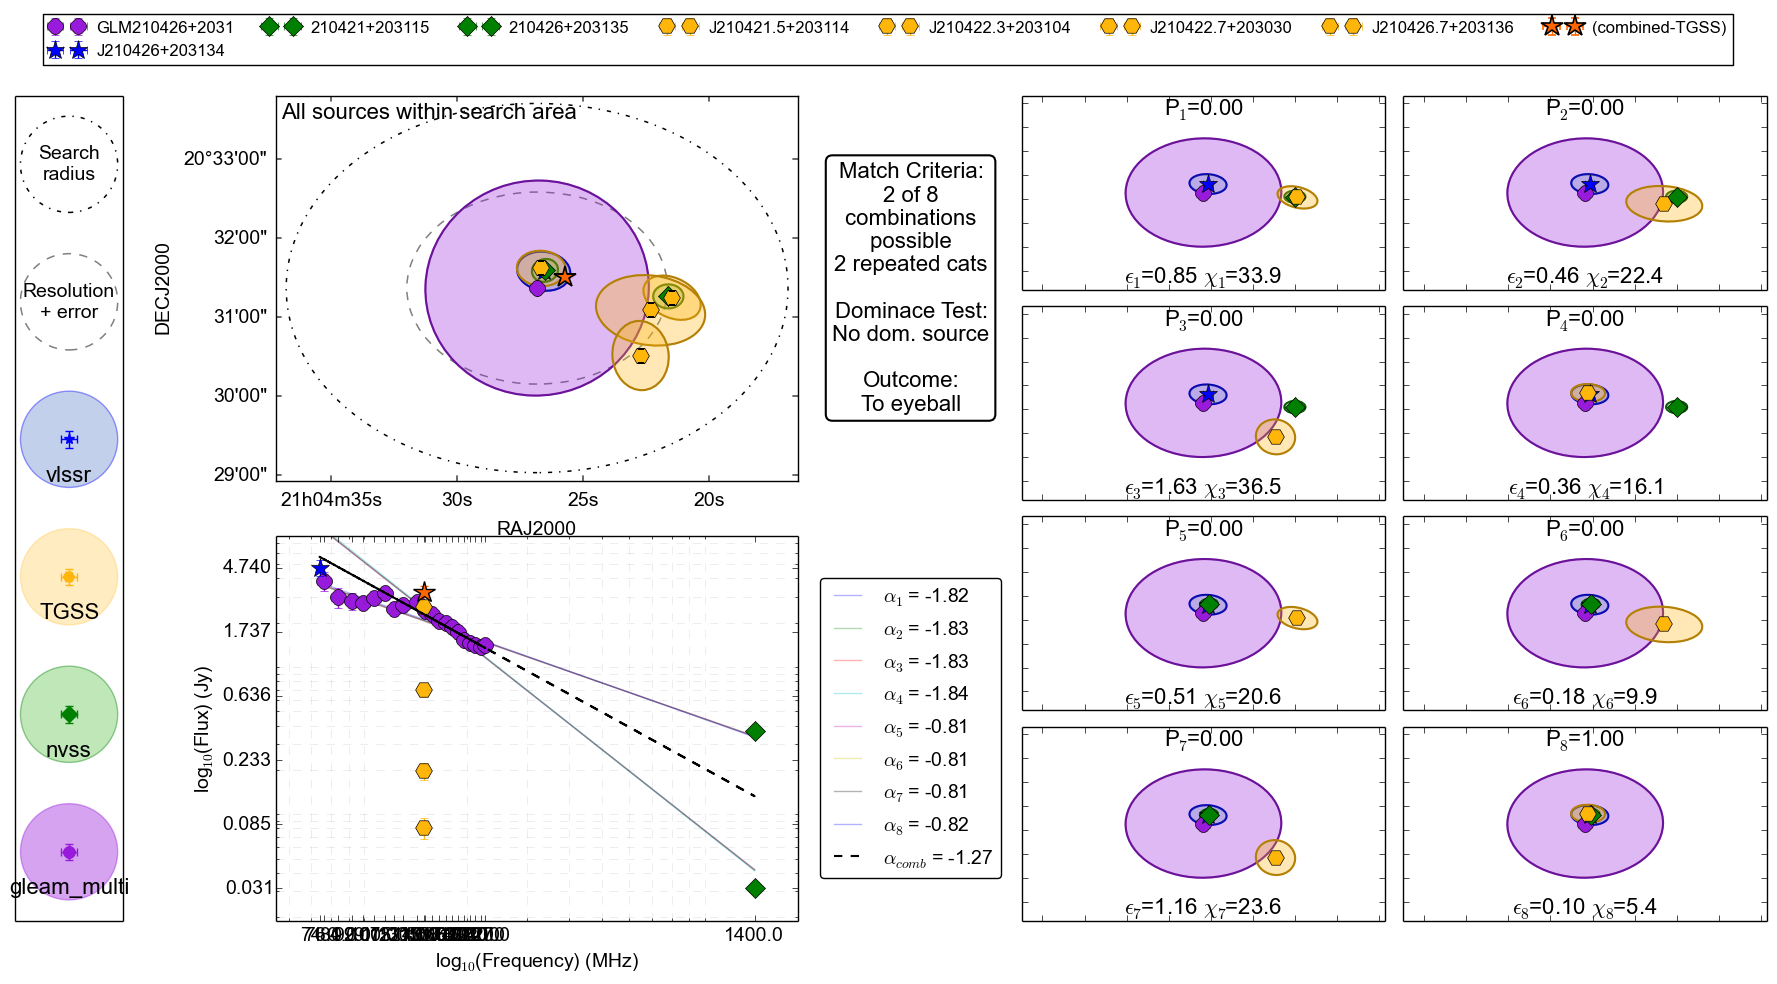 GLM210426+2031 210421+203115 210426+203135 J210421.5+203114 J210422.3+203104 J210422.7+203030 J210426.7+203136 (combined-TGSS)
J210426+203134
Search
radius
Resolution
+ error
vlssr
TGSS
nvss
gleam_multi
All sources within search area
DECJ2000
20°33'00"
32'00"
31'00"
30'00"
29'00"
21h04m35s 30s 25s 20s
RAJ2000
Match Criteria:
2 of 8
combinations
possible
2 repeated cats
Dominace Test:
No dom. source
Outcome:
To eyeball
log₁₀(Flux) (Jy)
4.740
1.737
0.636
0.233
0.085
0.031
1400.0
log₁₀(Frequency) (MHz)
α₁ = -1.82
α₂ = -1.83
α₃ = -1.83
α₄ = -1.84
α₅ = -0.81
α₆ = -0.81
α₇ = -0.81
α₈ = -0.82
α_comb = -1.27
P₁=0.00
ϵ₁=0.85 χ₁=33.9
P₂=0.00
ϵ₂=0.46 χ₂=22.4
P₃=0.00
ϵ₃=1.63 χ₃=36.5
P₄=0.00
ϵ₄=0.36 χ₄=16.1
P₅=0.00
ϵ₅=0.51 χ₅=20.6
P₆=0.00
ϵ₆=0.18 χ₆=9.9
P₇=0.00
ϵ₇=1.16 χ₇=23.6
P₈=1.00
ϵ₈=0.10 χ₈=5.4